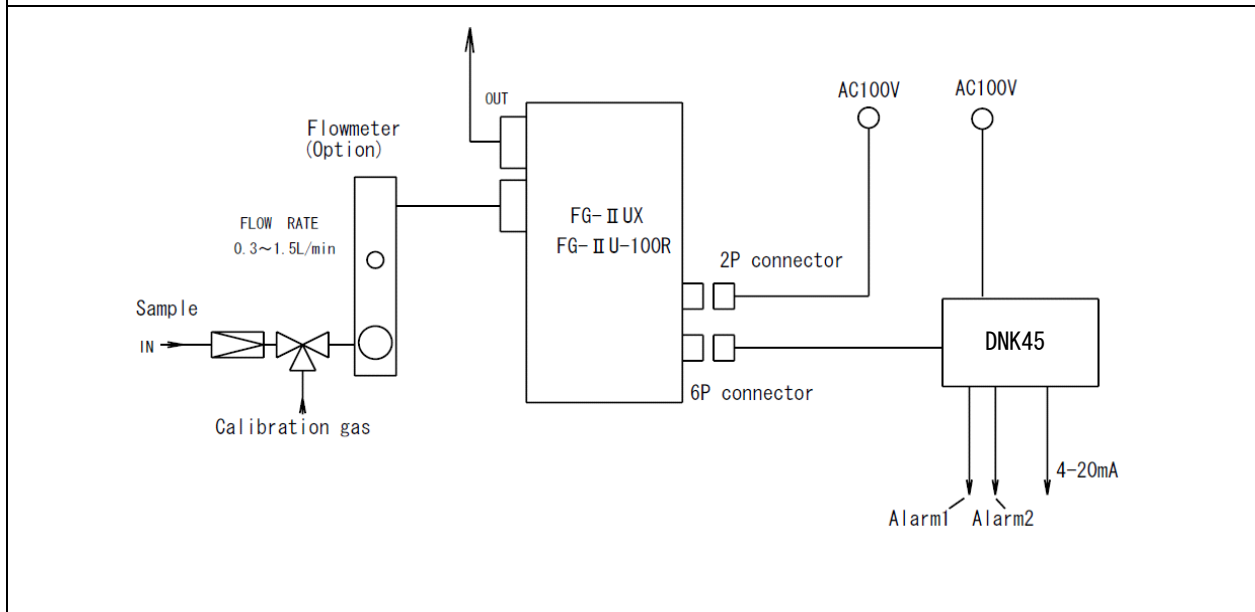 OUT
AC100V
AC100V
Flowmeter
(Option)
FLOW RATE
0.3～1.5L/min
FG-ⅡUX
FG-ⅡU-100R
2P connector
Sample
IN
DNK45
6P connector
Calibration gas
4-20mA
Alarm1
Alarm2